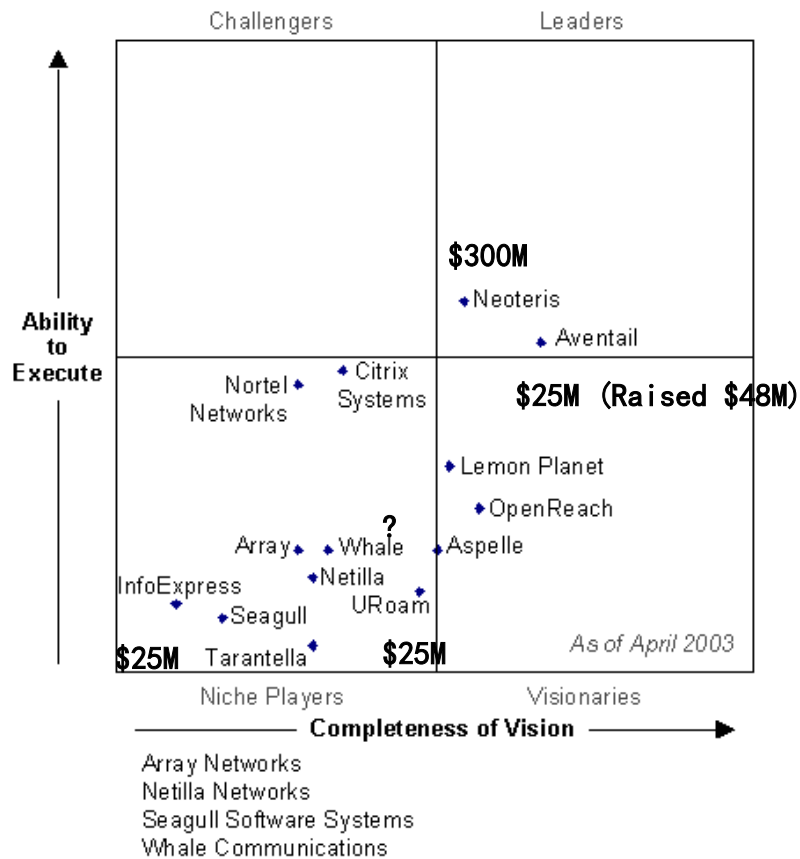 Challengers
Leaders
$300M
Neoteris
Aventail
Ability
to
Execute
Citrix
Systems
Nortel
Networks
$25M (Raised $48M)
Lemon Planet
OpenReach
?
Array
Whale
Aspelle
Netilla
InfoExpress
URoam
Seagull
As of April 2003
$25M
Tarantella
$25M
Niche Players
Visionaries
Completeness of Vision
Array Networks
Netilla Networks
Seagull Software Systems
Whale Communications